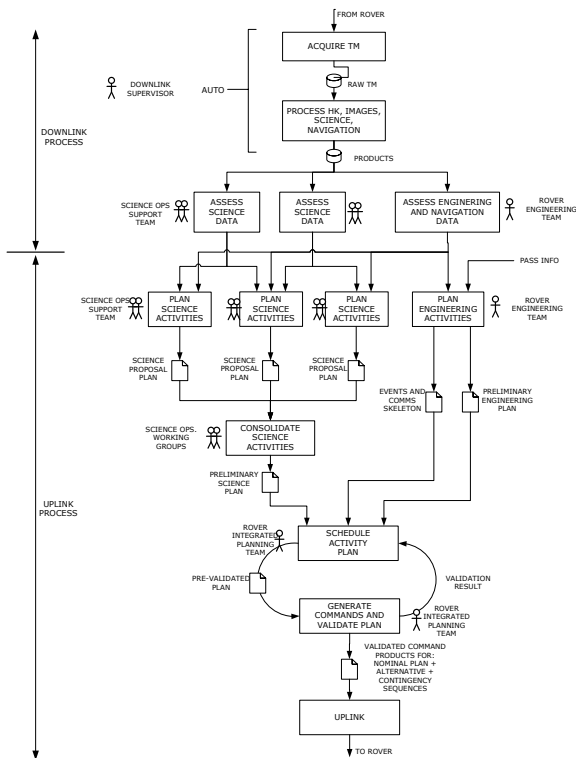 FROM ROVER
ACQUIRE TM
DOWNLINK
SUPERVISOR
AUTO
RAW TM
PROCESS HK, IMAGES,
SCIENCE,
NAVIGATION
DOWNLINK
PROCESS
PRODUCTS
SCIENCE OPS
SUPPORT
TEAM
ASSESS
SCIENCE
DATA
ASSESS
SCIENCE
DATA
ASSESS ENGINERING
AND NAVIGATION
DATA
ROVER
ENGINEERING
TEAM
PASS INFO
SCIENCE OPS
SUPPORT
TEAM
PLAN
SCIENCE
ACTIVITIES
PLAN
SCIENCE
ACTIVITIES
PLAN
SCIENCE
ACTIVITIES
PLAN
ENGINEERING
ACTIVITIES
ROVER
ENGINEERING
TEAM
SCIENCE
PROPOSAL
PLAN
SCIENCE
PROPOSAL
PLAN
SCIENCE
PROPOSAL
PLAN
EVENTS AND
COMMS
SKELETON
PRELIMINARY
ENGINEERING
PLAN
SCIENCE OPS.
WORKING
GROUPS
CONSOLIDATE
SCIENCE
ACTIVITIES
PRELIMINARY
SCIENCE
PLAN
UPLINK
PROCESS
ROVER
INTEGRATED
PLANNING
TEAM
SCHEDULE
ACTIVITY
PLAN
PRE-VALIDATED
PLAN
VALIDATION
RESULT
GENERATE
COMMANDS AND
VALIDATE PLAN
ROVER
INTEGRATED
PLANNING
TEAM
VALIDATED COMMAND
PRODUCTS FOR:
NOMINAL PLAN +
ALTERNATIVE +
CONTINGENCY
SEQUENCES
UPLINK
TO ROVER